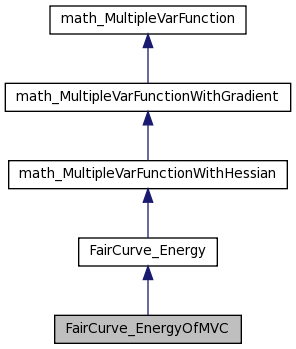 math_MultipleVarFunction
math_MultipleVarFunctionWithGradient
math_MultipleVarFunctionWithHessian
FairCurve_Energy
FairCurve_EnergyOfMVC